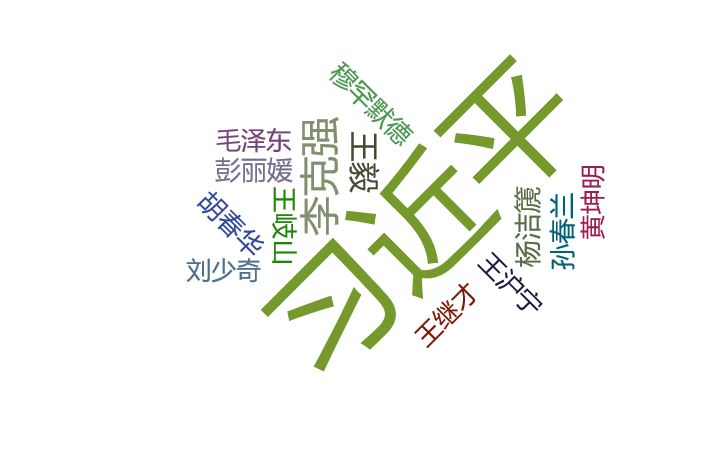 穆罕默德
习近平
毛泽东
彭丽媛
李克强
王毅
王岐山
胡春华
刘少奇
杨洁篪
孙春兰
黄坤明
王沪宁
王继才